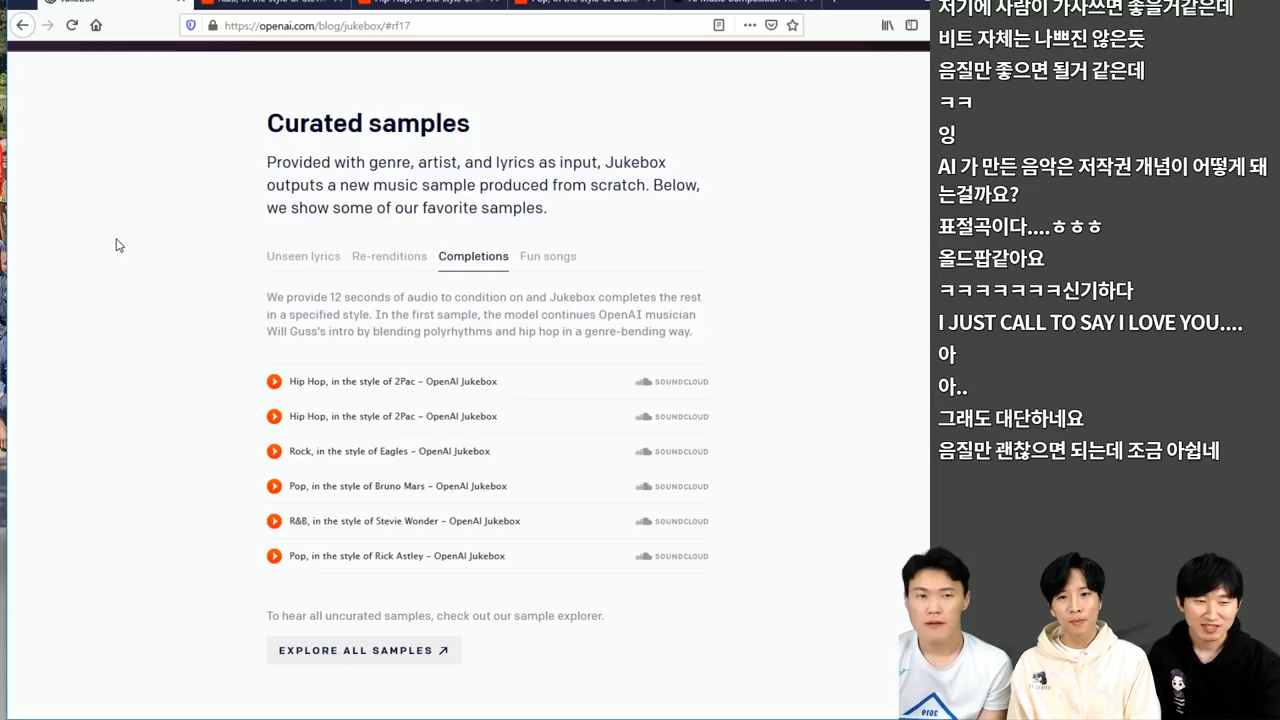 https://openai.com/blog/jukebox/#rf17
Curated samples
Provided with genre, artist, and lyrics as input, Jukebox
outputs a new music sample produced from scratch. Below,
we show some of our favorite samples.
Unseen lyrics Re-renditions Completions Fun songs
We provide 12 seconds of audio to condition on and Jukebox completes the rest
in a specified style. In the first sample, the model continues OpenAI musician
Will Guss's intro by blending polyrhythms and hip hop in a genre-bending way.
Hip Hop, in the style of 2Pac – OpenAI Jukebox SOUNDCLOUD
Hip Hop, in the style of 2Pac – OpenAI Jukebox SOUNDCLOUD
Rock, in the style of Eagles – OpenAI Jukebox SOUNDCLOUD
Pop, in the style of Bruno Mars – OpenAI Jukebox SOUNDCLOUD
R&B, in the style of Stevie Wonder – OpenAI Jukebox SOUNDCLOUD
Pop, in the style of Rick Astley – OpenAI Jukebox SOUNDCLOUD
To hear all uncurated samples, check out our sample explorer.
EXPLORE ALL SAMPLES
저기에 사람이 가사쓰면 좋을거같은데
비트 자체는 나쁘진 않은듯
음질만 좋으면 될거 같은데
ㅋㅋ
잉
AI 가 만든 음악은 저작권 개념이 어떻게 돼
는걸까요?
표절곡이다....ㅎㅎㅎ
올드팝같아요
ㅋㅋㅋㅋㅋㅋㅋ신기하다
I JUST CALL TO SAY I LOVE YOU....
아
아..
그래도 대단하네요
음질만 괜찮으면 되는데 조금 아쉽네